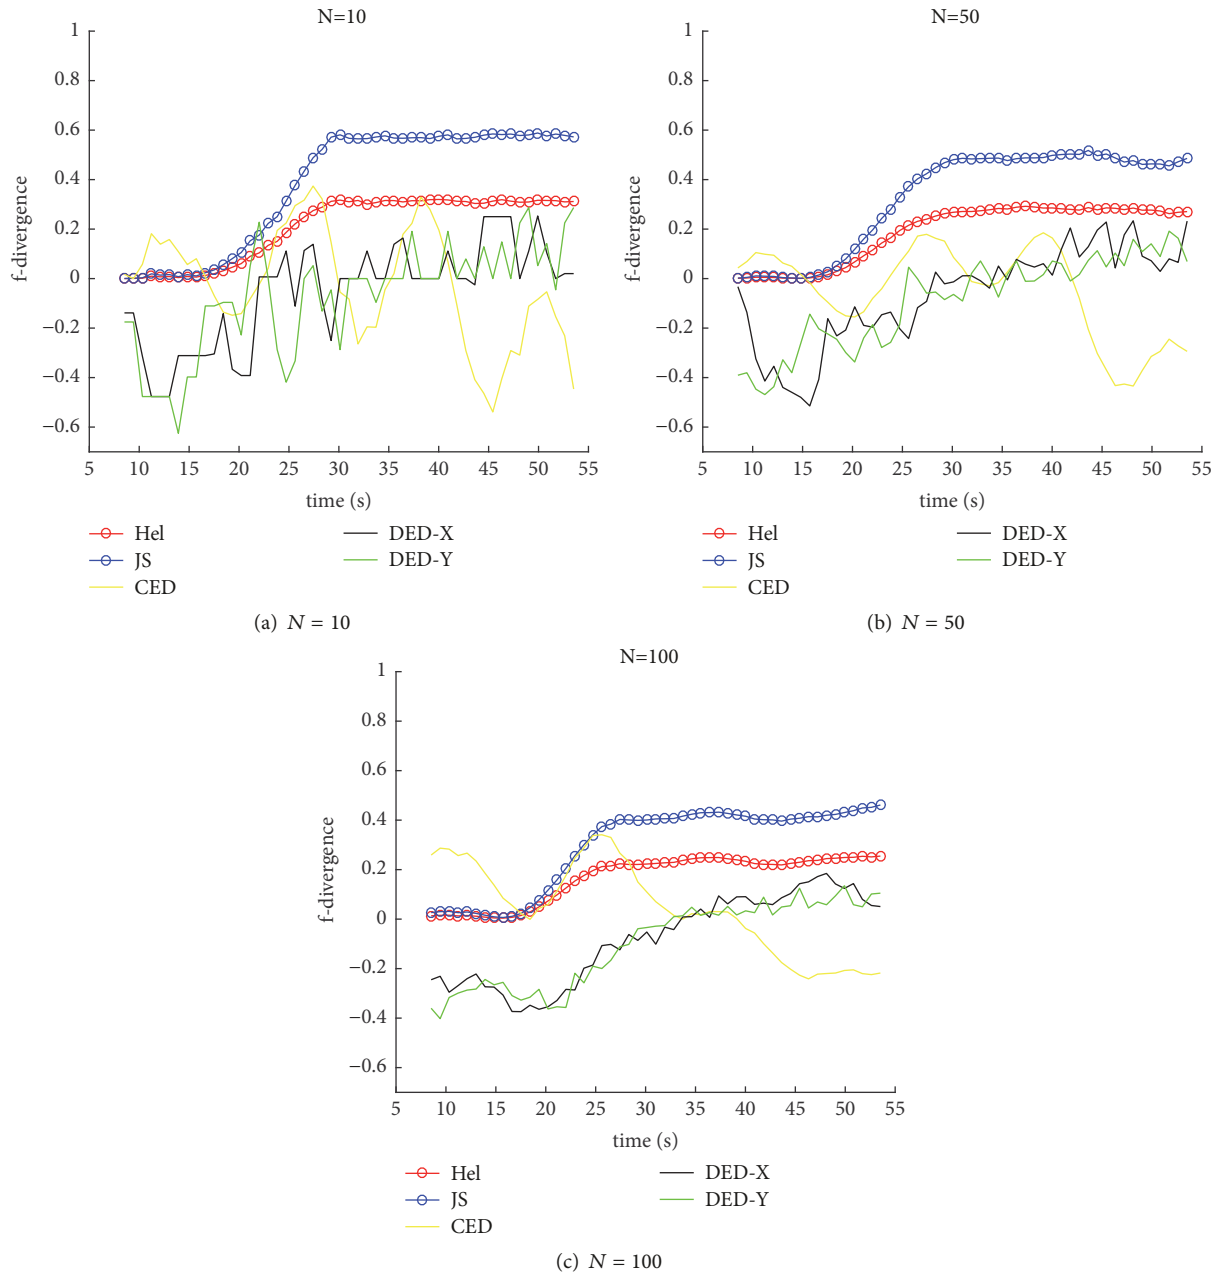 N=10
1
0.8
0.6
0.4
0.2
0
−0.2
−0.4
−0.6
f-divergence
5 10 15 20 25 30 35 40 45 50 55
time (s)
Hel
JS
CED
DED-X
DED-Y
(a) N = 10
N=50
1
0.8
0.6
0.4
0.2
0
−0.2
−0.4
−0.6
f-divergence
5 10 15 20 25 30 35 40 45 50 55
time (s)
Hel
JS
CED
DED-X
DED-Y
(b) N = 50
N=100
1
0.8
0.6
0.4
0.2
0
−0.2
−0.4
−0.6
f-divergence
5 10 15 20 25 30 35 40 45 50 55
time (s)
Hel
JS
CED
DED-X
DED-Y
(c) N = 100